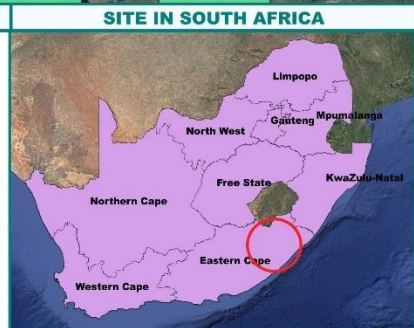 SITE IN SOUTH AFRICA
Limpopo
Mpumalanga
Gauteng
North West
Free State
KwaZulu-Natal
Northern Cape
Eastern Cape
Western Cape